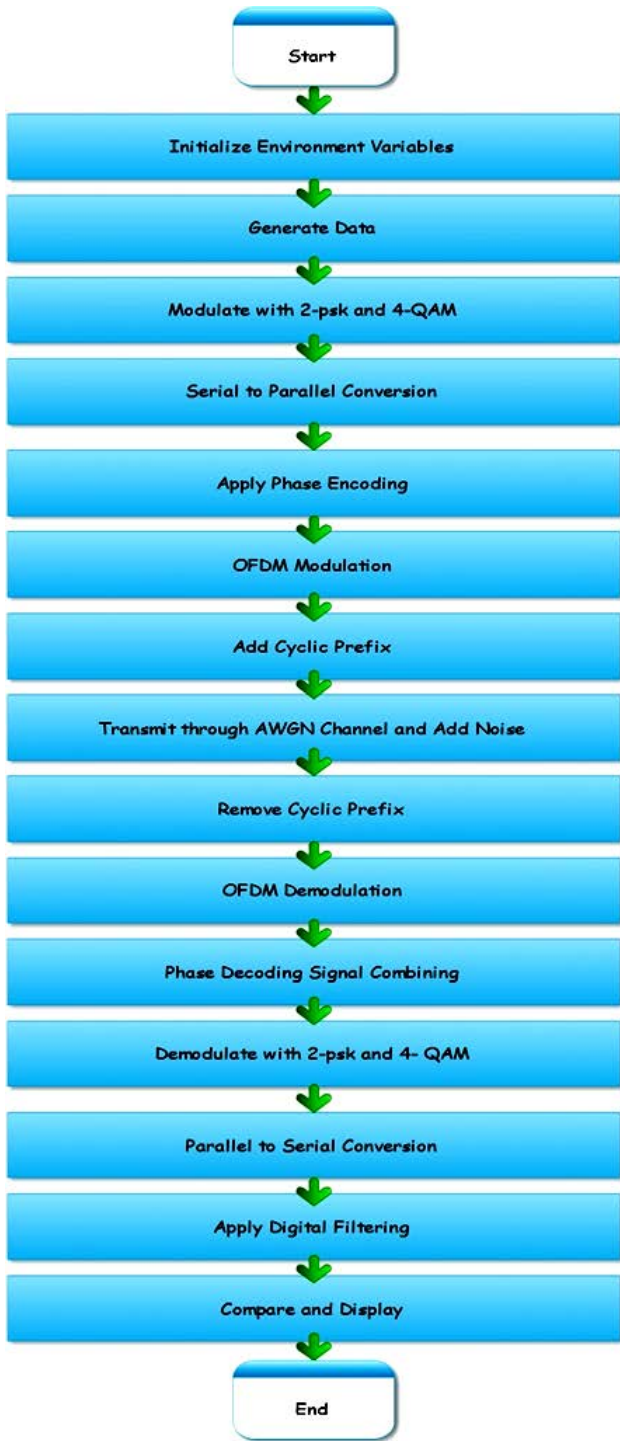 Start
Initialize Environment Variables
Generate Data
Modulate with 2-psk and 4-QAM
Serial to Parallel Conversion
Apply Phase Encoding
OFDM Modulation
Add Cyclic Prefix
Transmit through AWGN Channel and Add Noise
Remove Cyclic Prefix
OFDM Demodulation
Phase Decoding Signal Combining
Demodulate with 2-psk and 4- QAM
Parallel to Serial Conversion
Apply Digital Filtering
Compare and Display
End